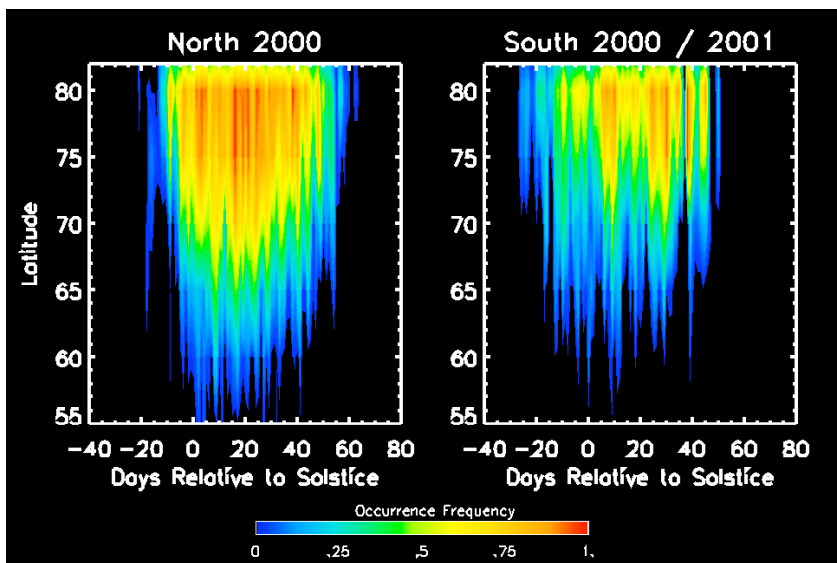 North 2000
South 2000 / 2001
80
75
70
65
60
55
Latitude
-40 -20 0 20 40 60 80
Days Relative to Solstice
80
75
70
65
60
55
-40 -20 0 20 40 60 80
Days Relative to Solstice
Occurrence Frequency
0 .25 .5 .75 1.